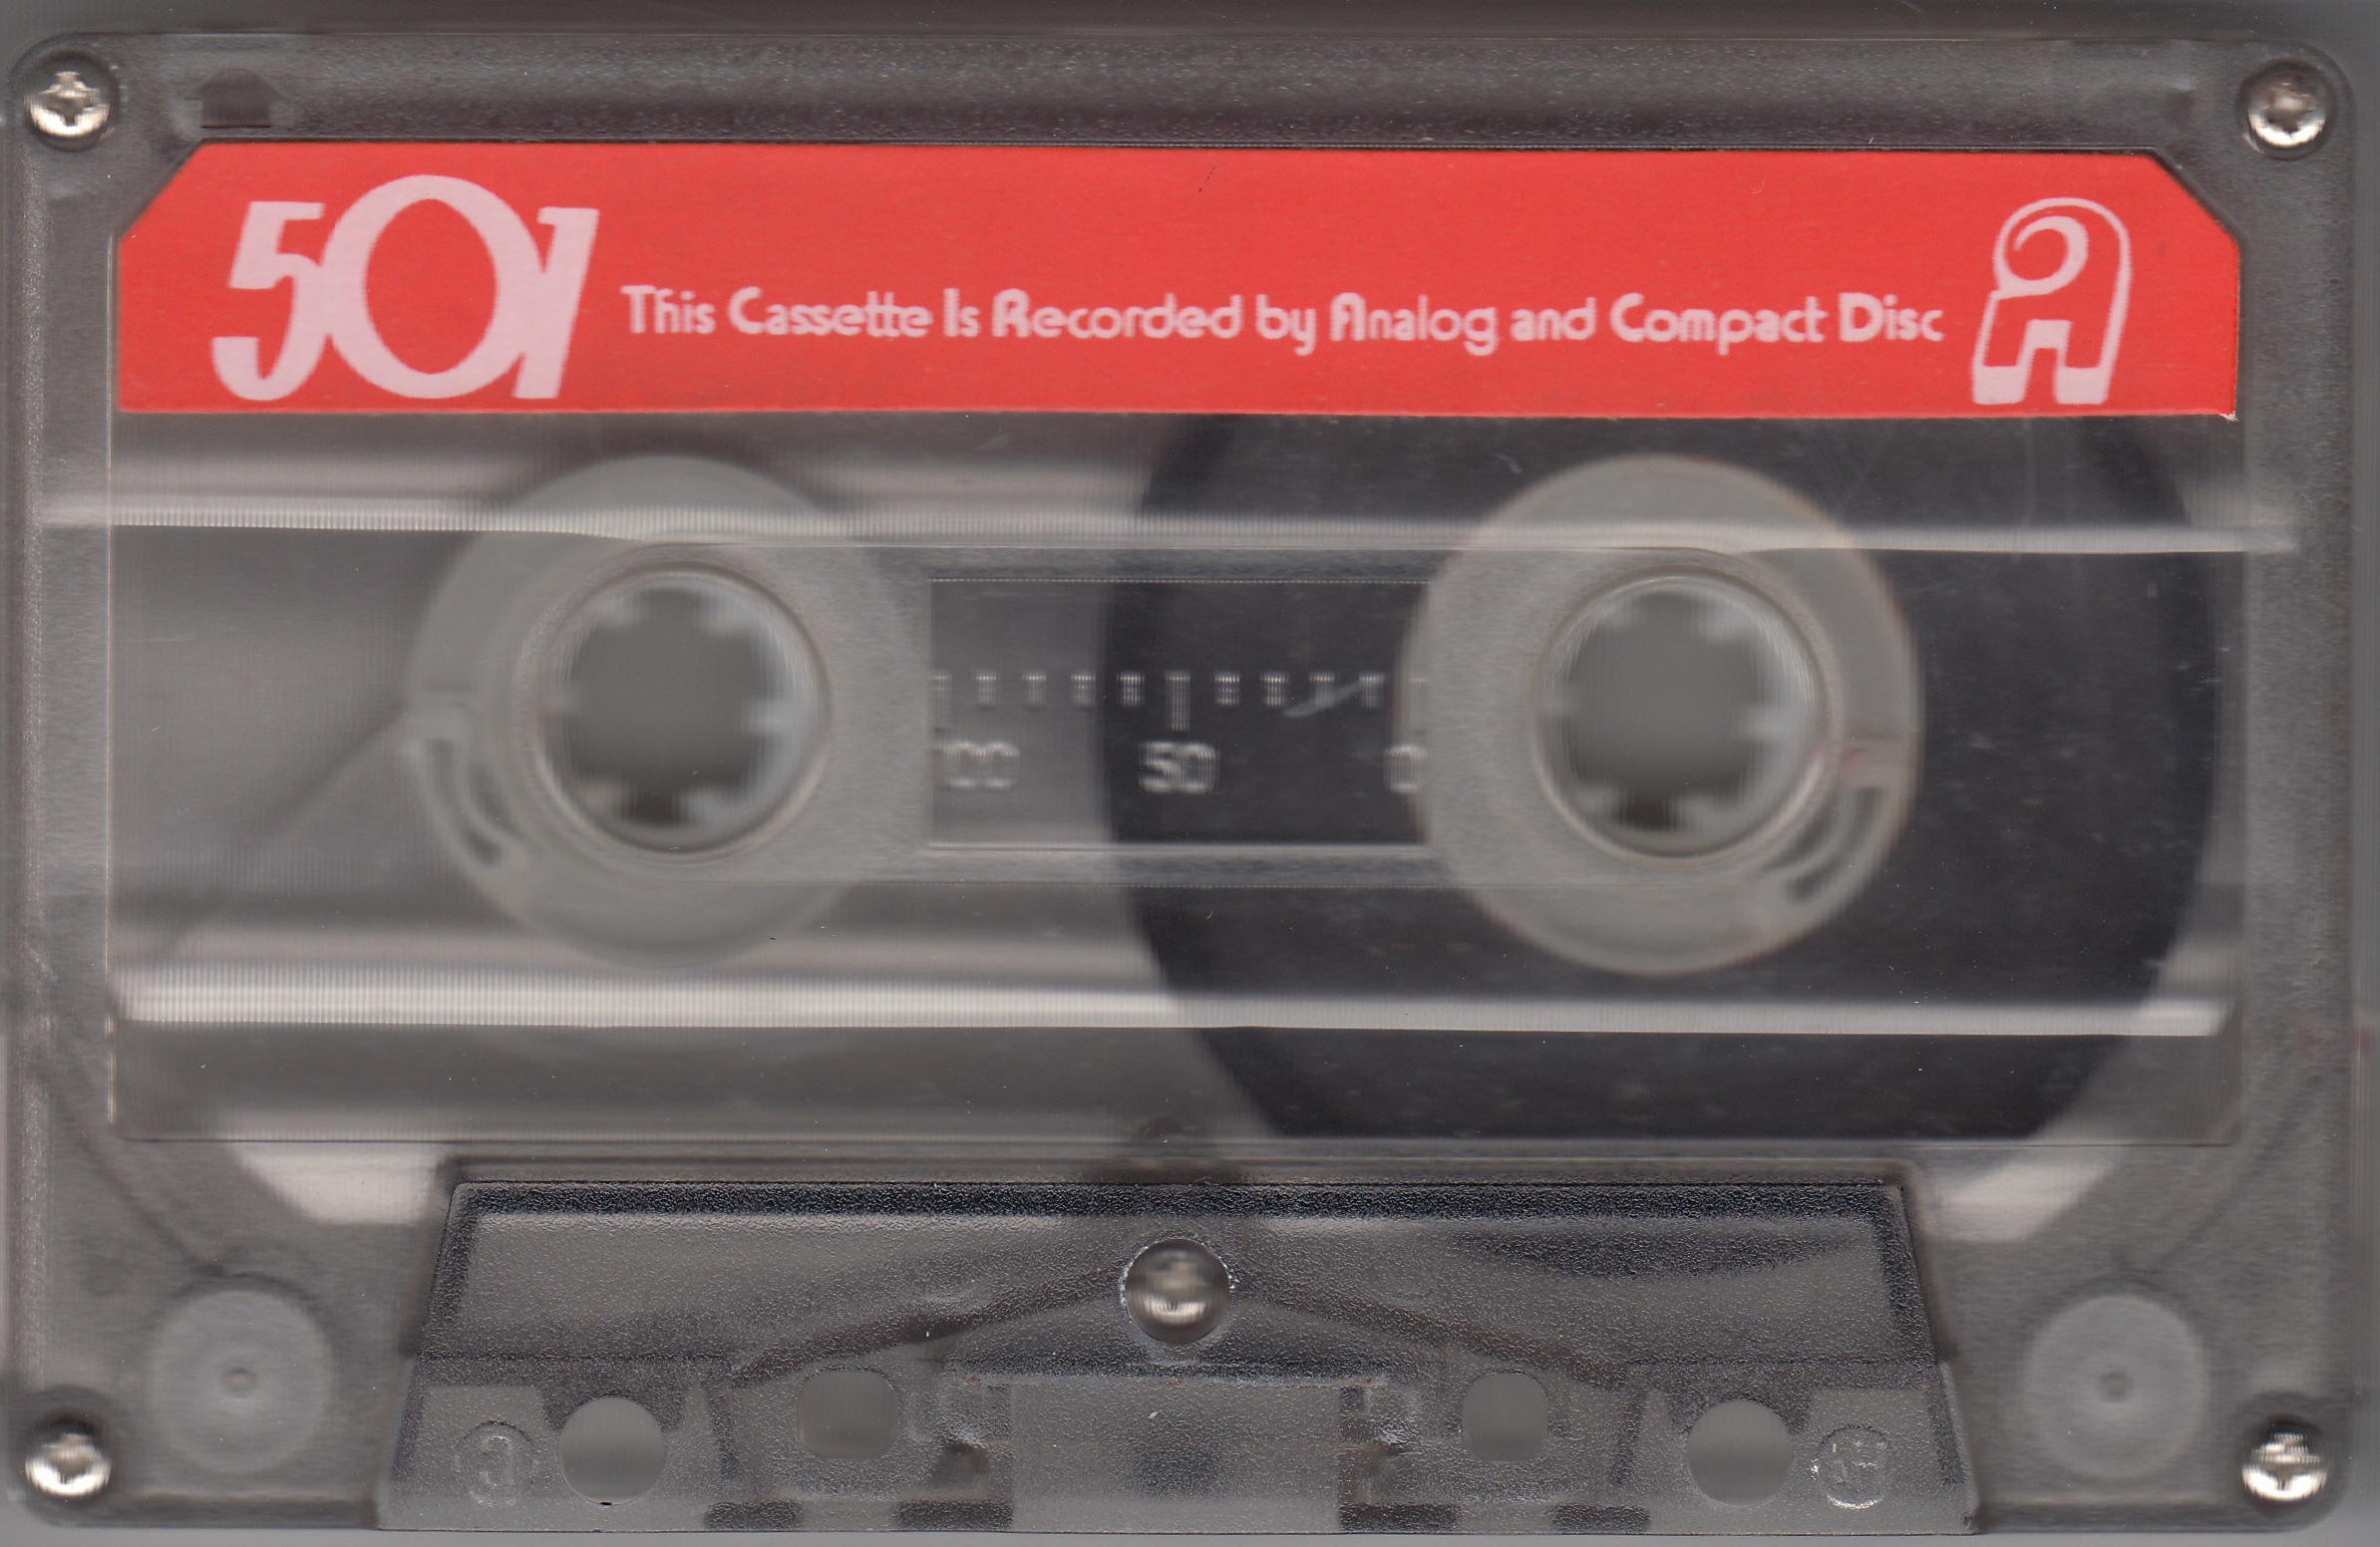 501
This Cassette Is Recorded by Analog and Compact Disc
A
100 50 0